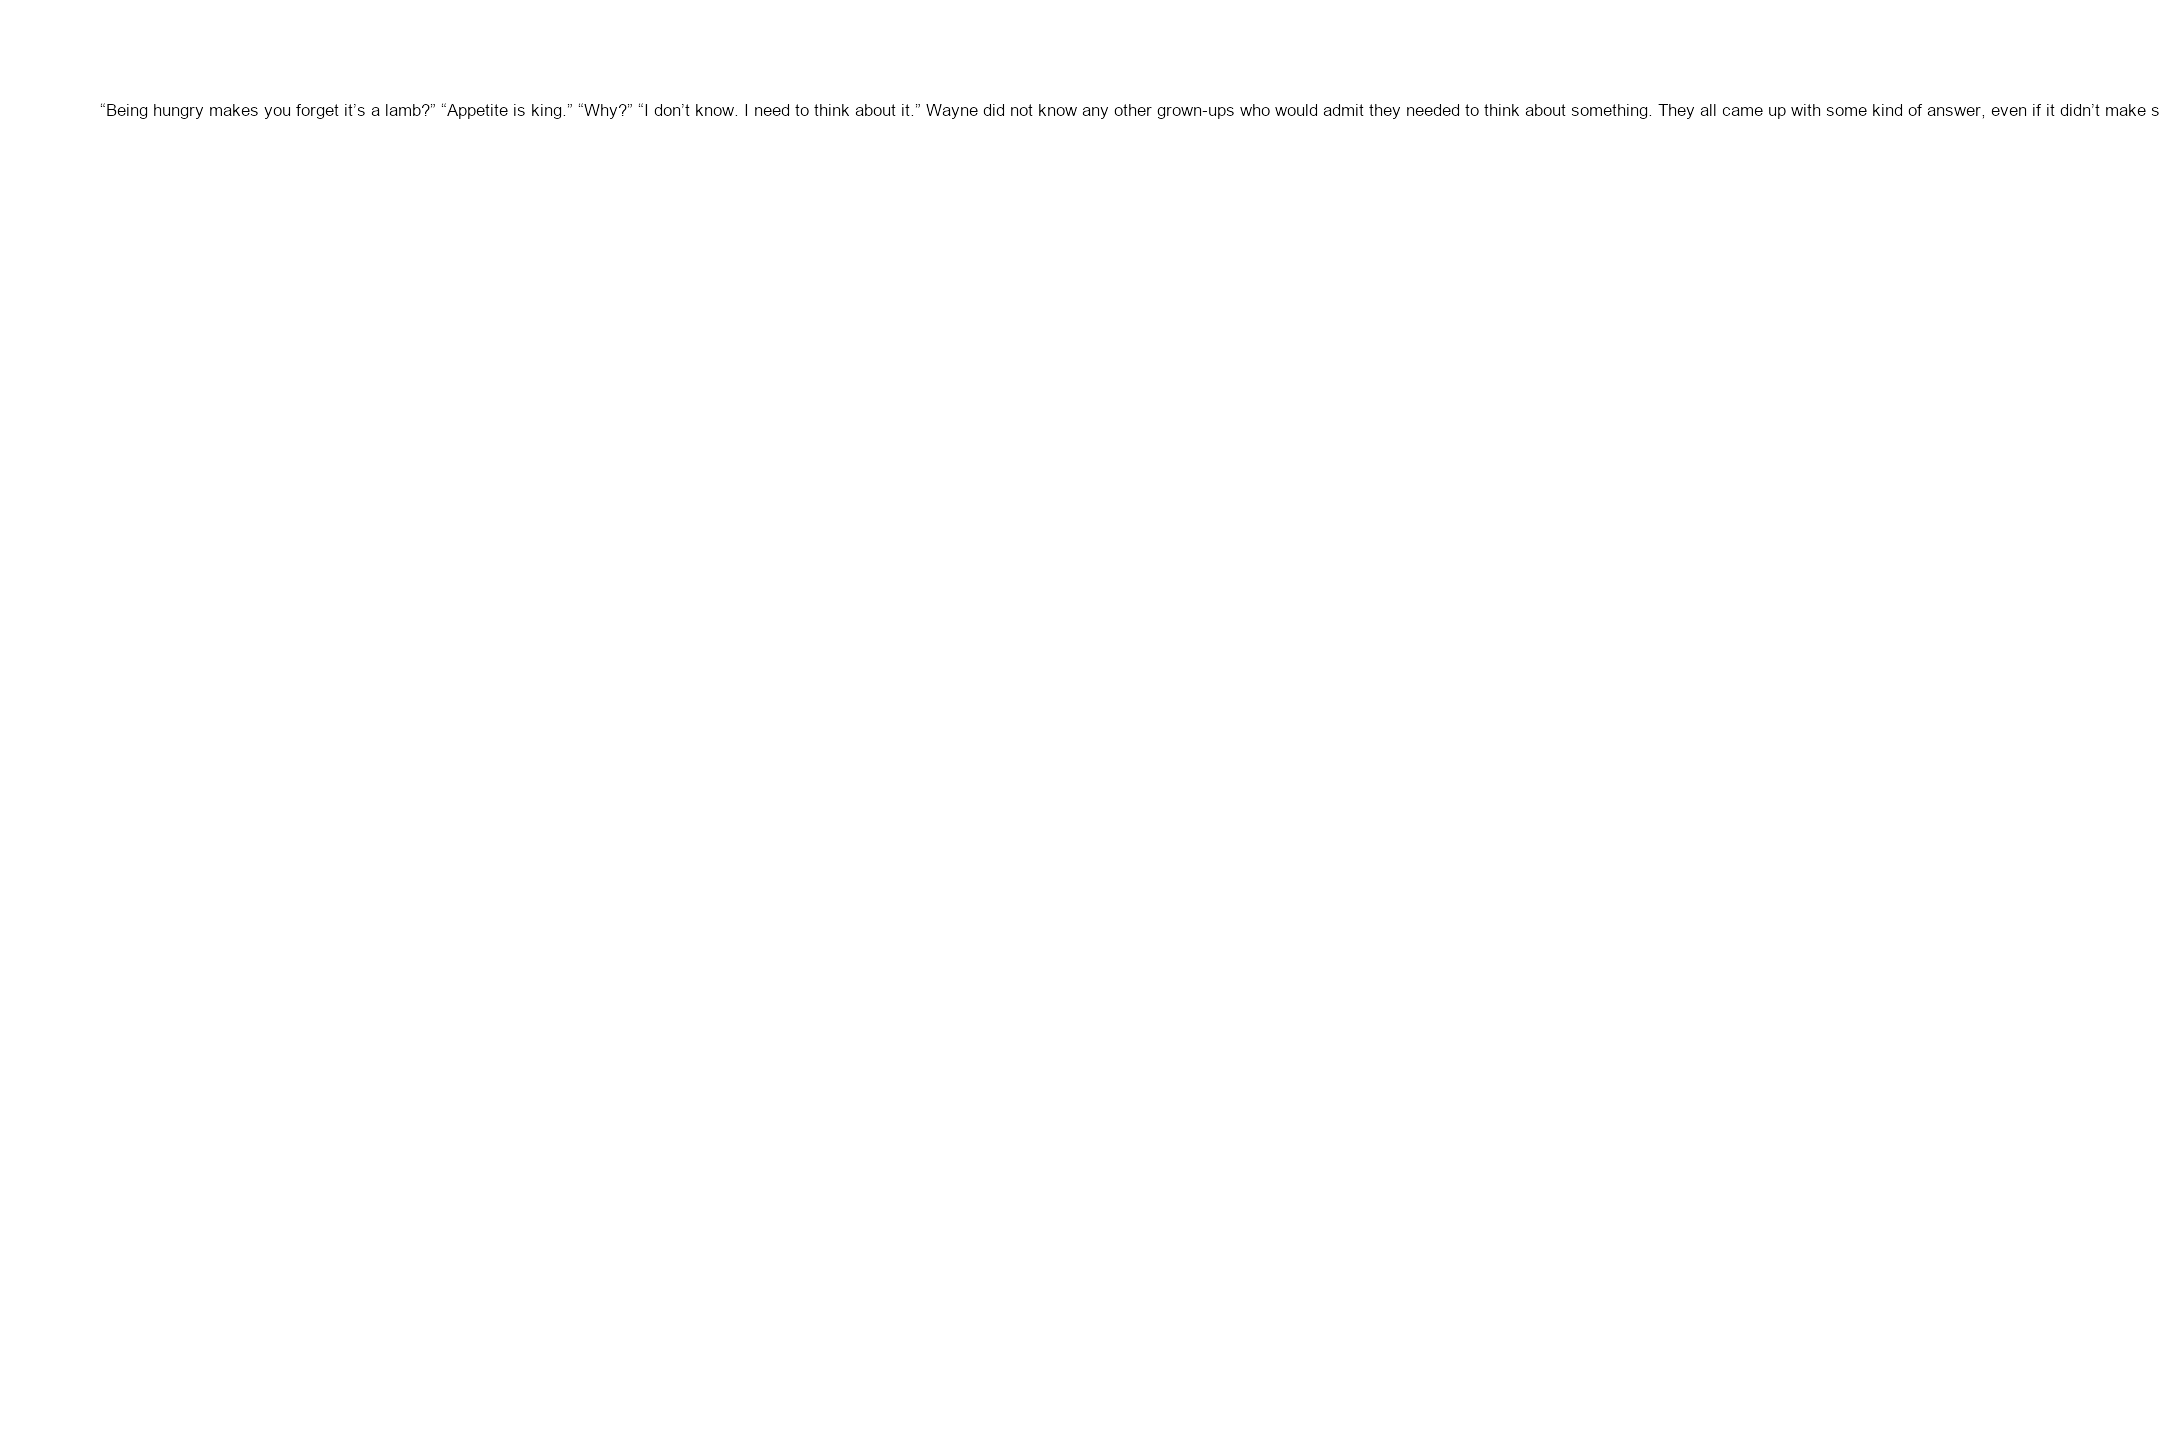 “Being hungry makes you forget it’s a lamb?” “Appetite is king.” “Why?” “I don’t know. I need to think about it.” Wayne did not know any other grown-ups who would admit they needed to think about something. They all came up with some kind of answer, even if it didn’t make